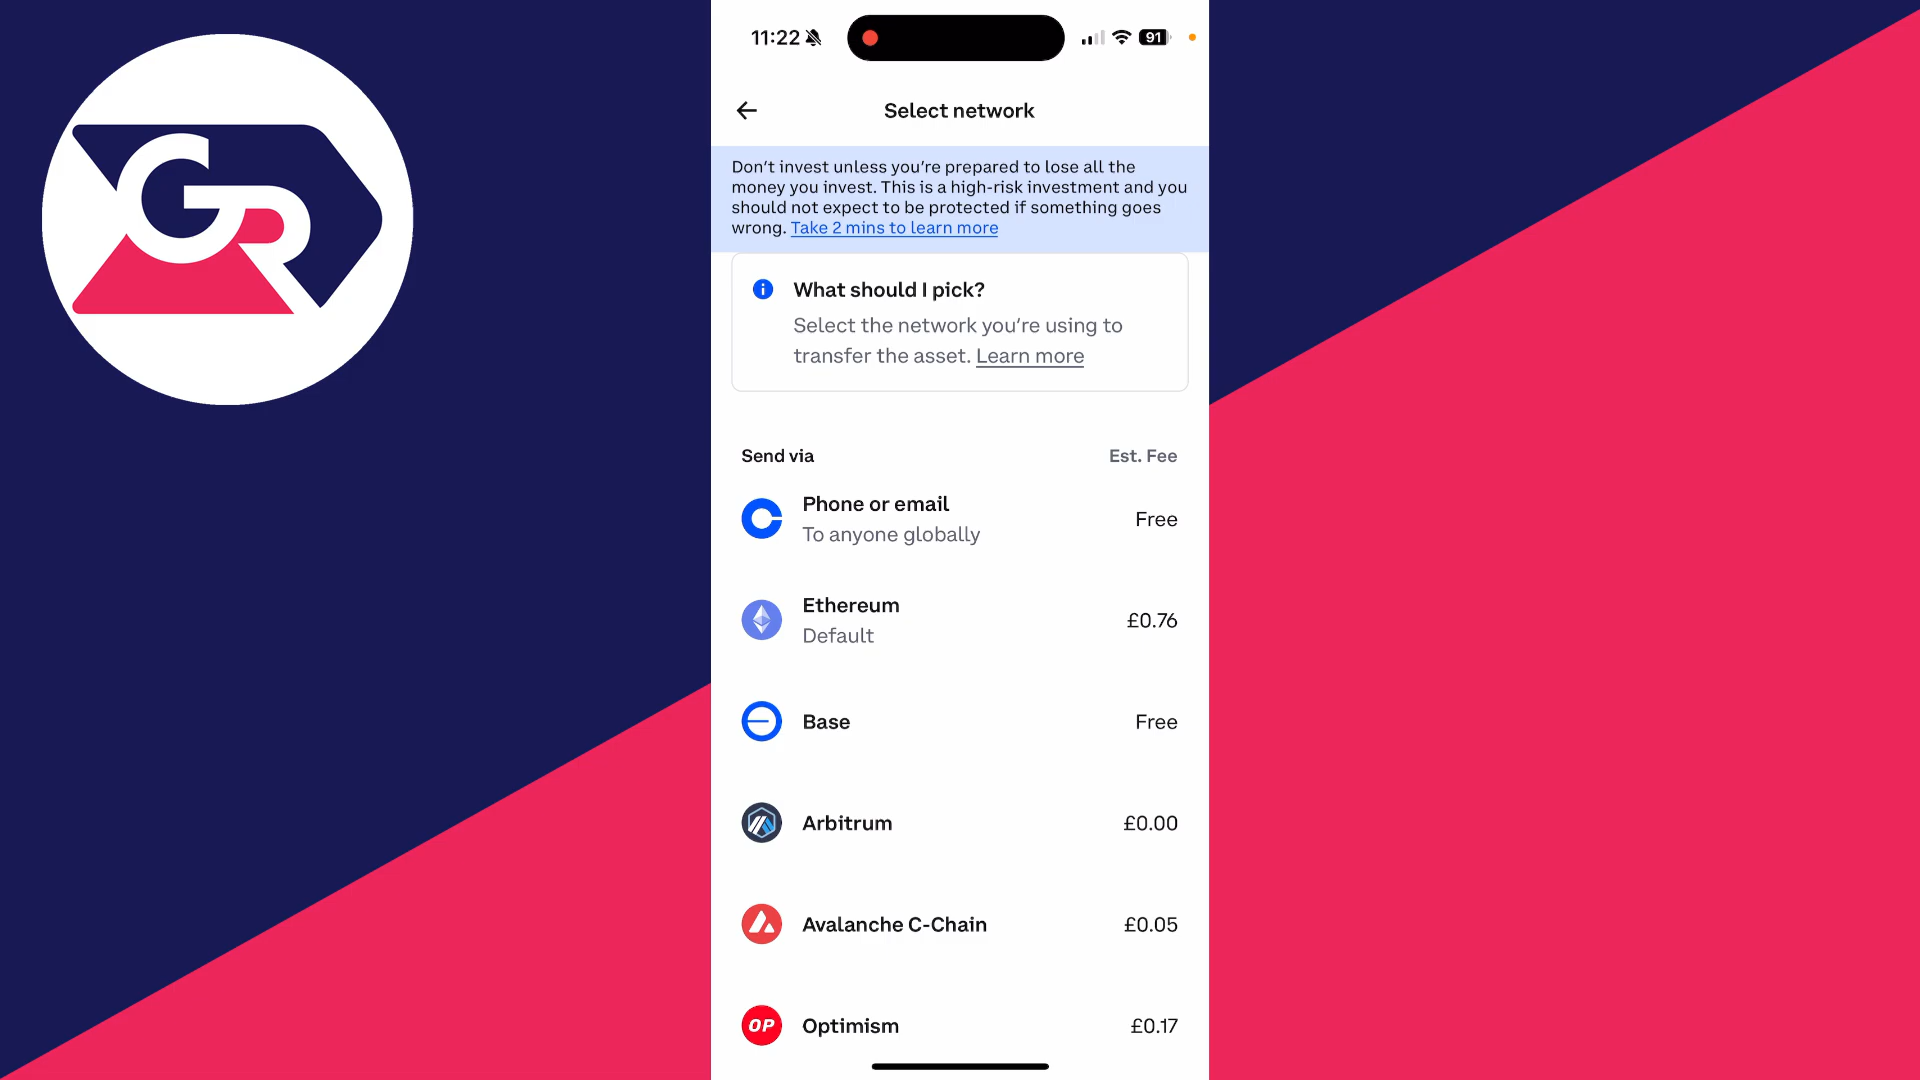 GR
11:22
91
Select network
Don't invest unless you're prepared to lose all the
money you invest. This is a high-risk investment and you
should not expect to be protected if something goes
wrong. Take 2 mins to learn more
What should I pick?
Select the network you're using to
transfer the asset. Learn more
Send via Est. Fee
Phone or email
To anyone globally
Free
Ethereum
Default
£0.76
Base Free
Arbitrum £0.00
Avalanche C-Chain £0.05
OP Optimism £0.17